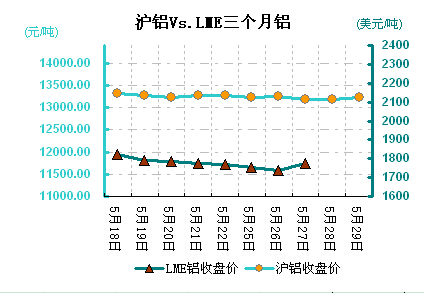 沪铝Vs.LME三个月铝
(元/吨)
(美元/吨)
14000.00
13500.00
13000.00
12500.00
12000.00
11500.00
11000.00
2400
2300
2200
2100
2000
1900
1800
1700
1600
5月18日
5月19日
5月20日
5月21日
5月22日
5月25日
5月26日
5月27日
5月28日
5月29日
LME铝收盘价
沪铝收盘价